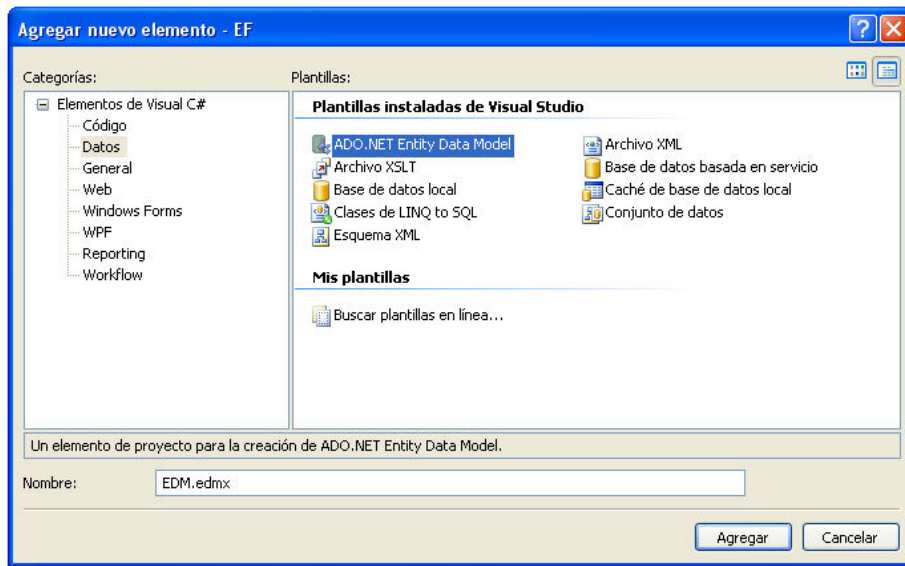 Agregar nuevo elemento - EF
Categorías:
Plantillas:
Elementos de Visual C#
Código
Datos
General
Web
Windows Forms
WPF
Reporting
Workflow
Plantillas instaladas de Visual Studio
ADO.NET Entity Data Model
Archivo XML
Archivo XSLT
Base de datos basada en servicio
Base de datos local
Caché de base de datos local
Clases de LINQ to SQL
Conjunto de datos
Esquema XML
Mis plantillas
Buscar plantillas en línea...
Un elemento de proyecto para la creación de ADO.NET Entity Data Model.
Nombre:
EDM.edmx
Agregar
Cancelar